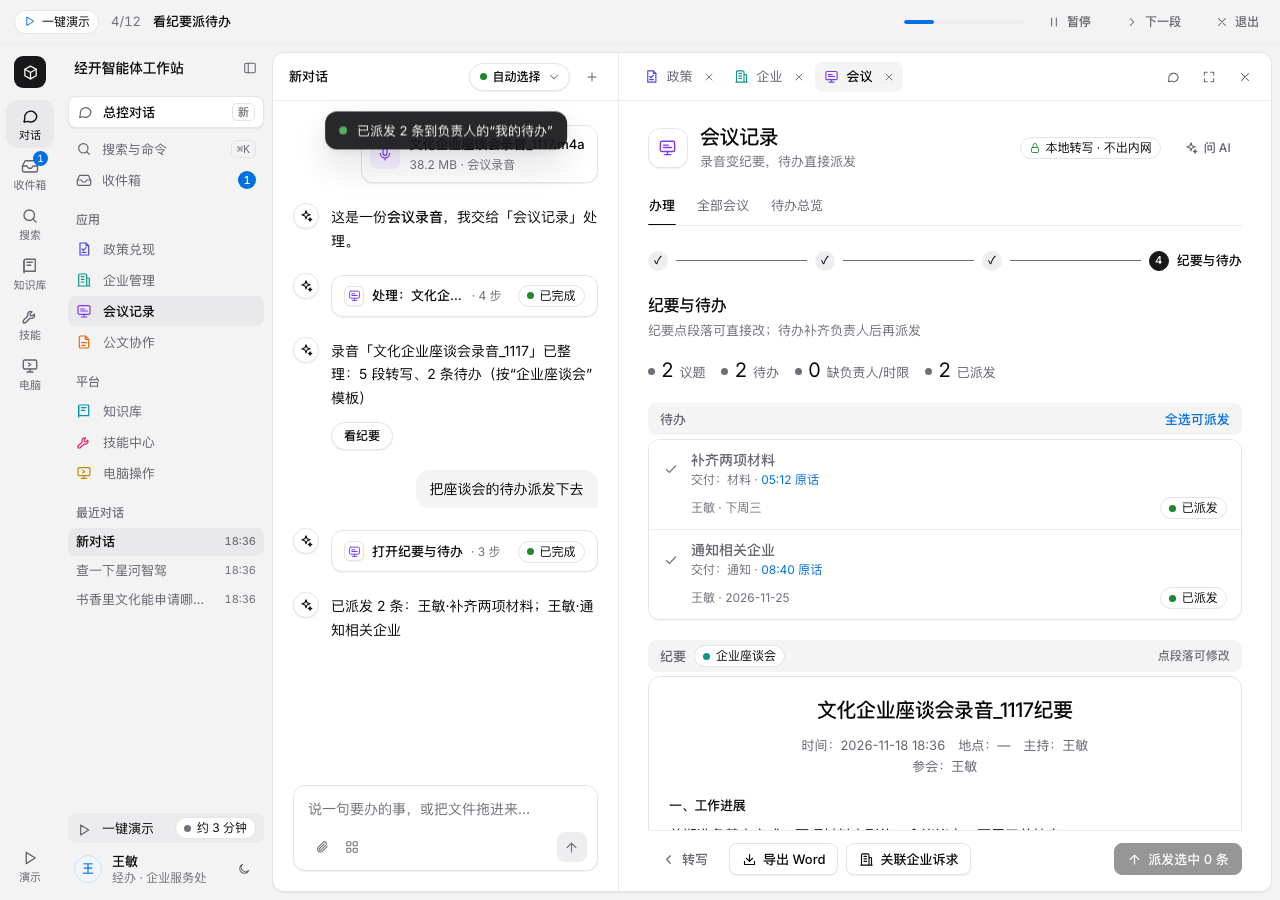 一键演示 4/12 看纪要派待办
暂停 下一段 退出
对话
1
收件箱
搜索
知识库
技能
电脑
演示
经开智能体工作站
总控对话 新
搜索与命令 ⌘K
收件箱 1
应用
政策兑现
企业管理
会议记录
公文协作
平台
知识库
技能中心
电脑操作
最近对话
新对话 18:36
查一下星河智驾 18:36
书香里文化能申请哪... 18:36
一键演示 约 3 分钟
王 王敏
经办 · 企业服务处
新对话 自动选择
已派发 2 条到负责人的“我的待办”
文化企业座谈会录音_1117.m4a
38.2 MB · 会议录音
这是一份会议录音，我交给「会议记录」处
理。
处理：文化企... · 4 步 已完成
录音「文化企业座谈会录音_1117」已整
理：5 段转写、2 条待办（按“企业座谈会”
模板）
看纪要
把座谈会的待办派发下去
打开纪要与待办 · 3 步 已完成
已派发 2 条：王敏·补齐两项材料；王敏·通
知相关企业
说一句要办的事，或把文件拖进来...
政策 企业 会议
会议记录
录音变纪要，待办直接派发
本地转写 · 不出内网 问 AI
办理 全部会议 待办总览
4 纪要与待办
纪要与待办
纪要点段落可直接改；待办补齐负责人后再派发
2 议题 2 待办 0 缺负责人/时限 2 已派发
待办 全选可派发
补齐两项材料
交付：材料 · 05:12 原话
王敏 · 下周三 已派发
通知相关企业
交付：通知 · 08:40 原话
王敏 · 2026-11-25 已派发
纪要 企业座谈会 点段落可修改
文化企业座谈会录音_1117纪要
时间：2026-11-18 18:36 地点：— 主持：王敏
参会：王敏
一、工作进展
转写 导出 Word 关联企业诉求 派发选中 0 条